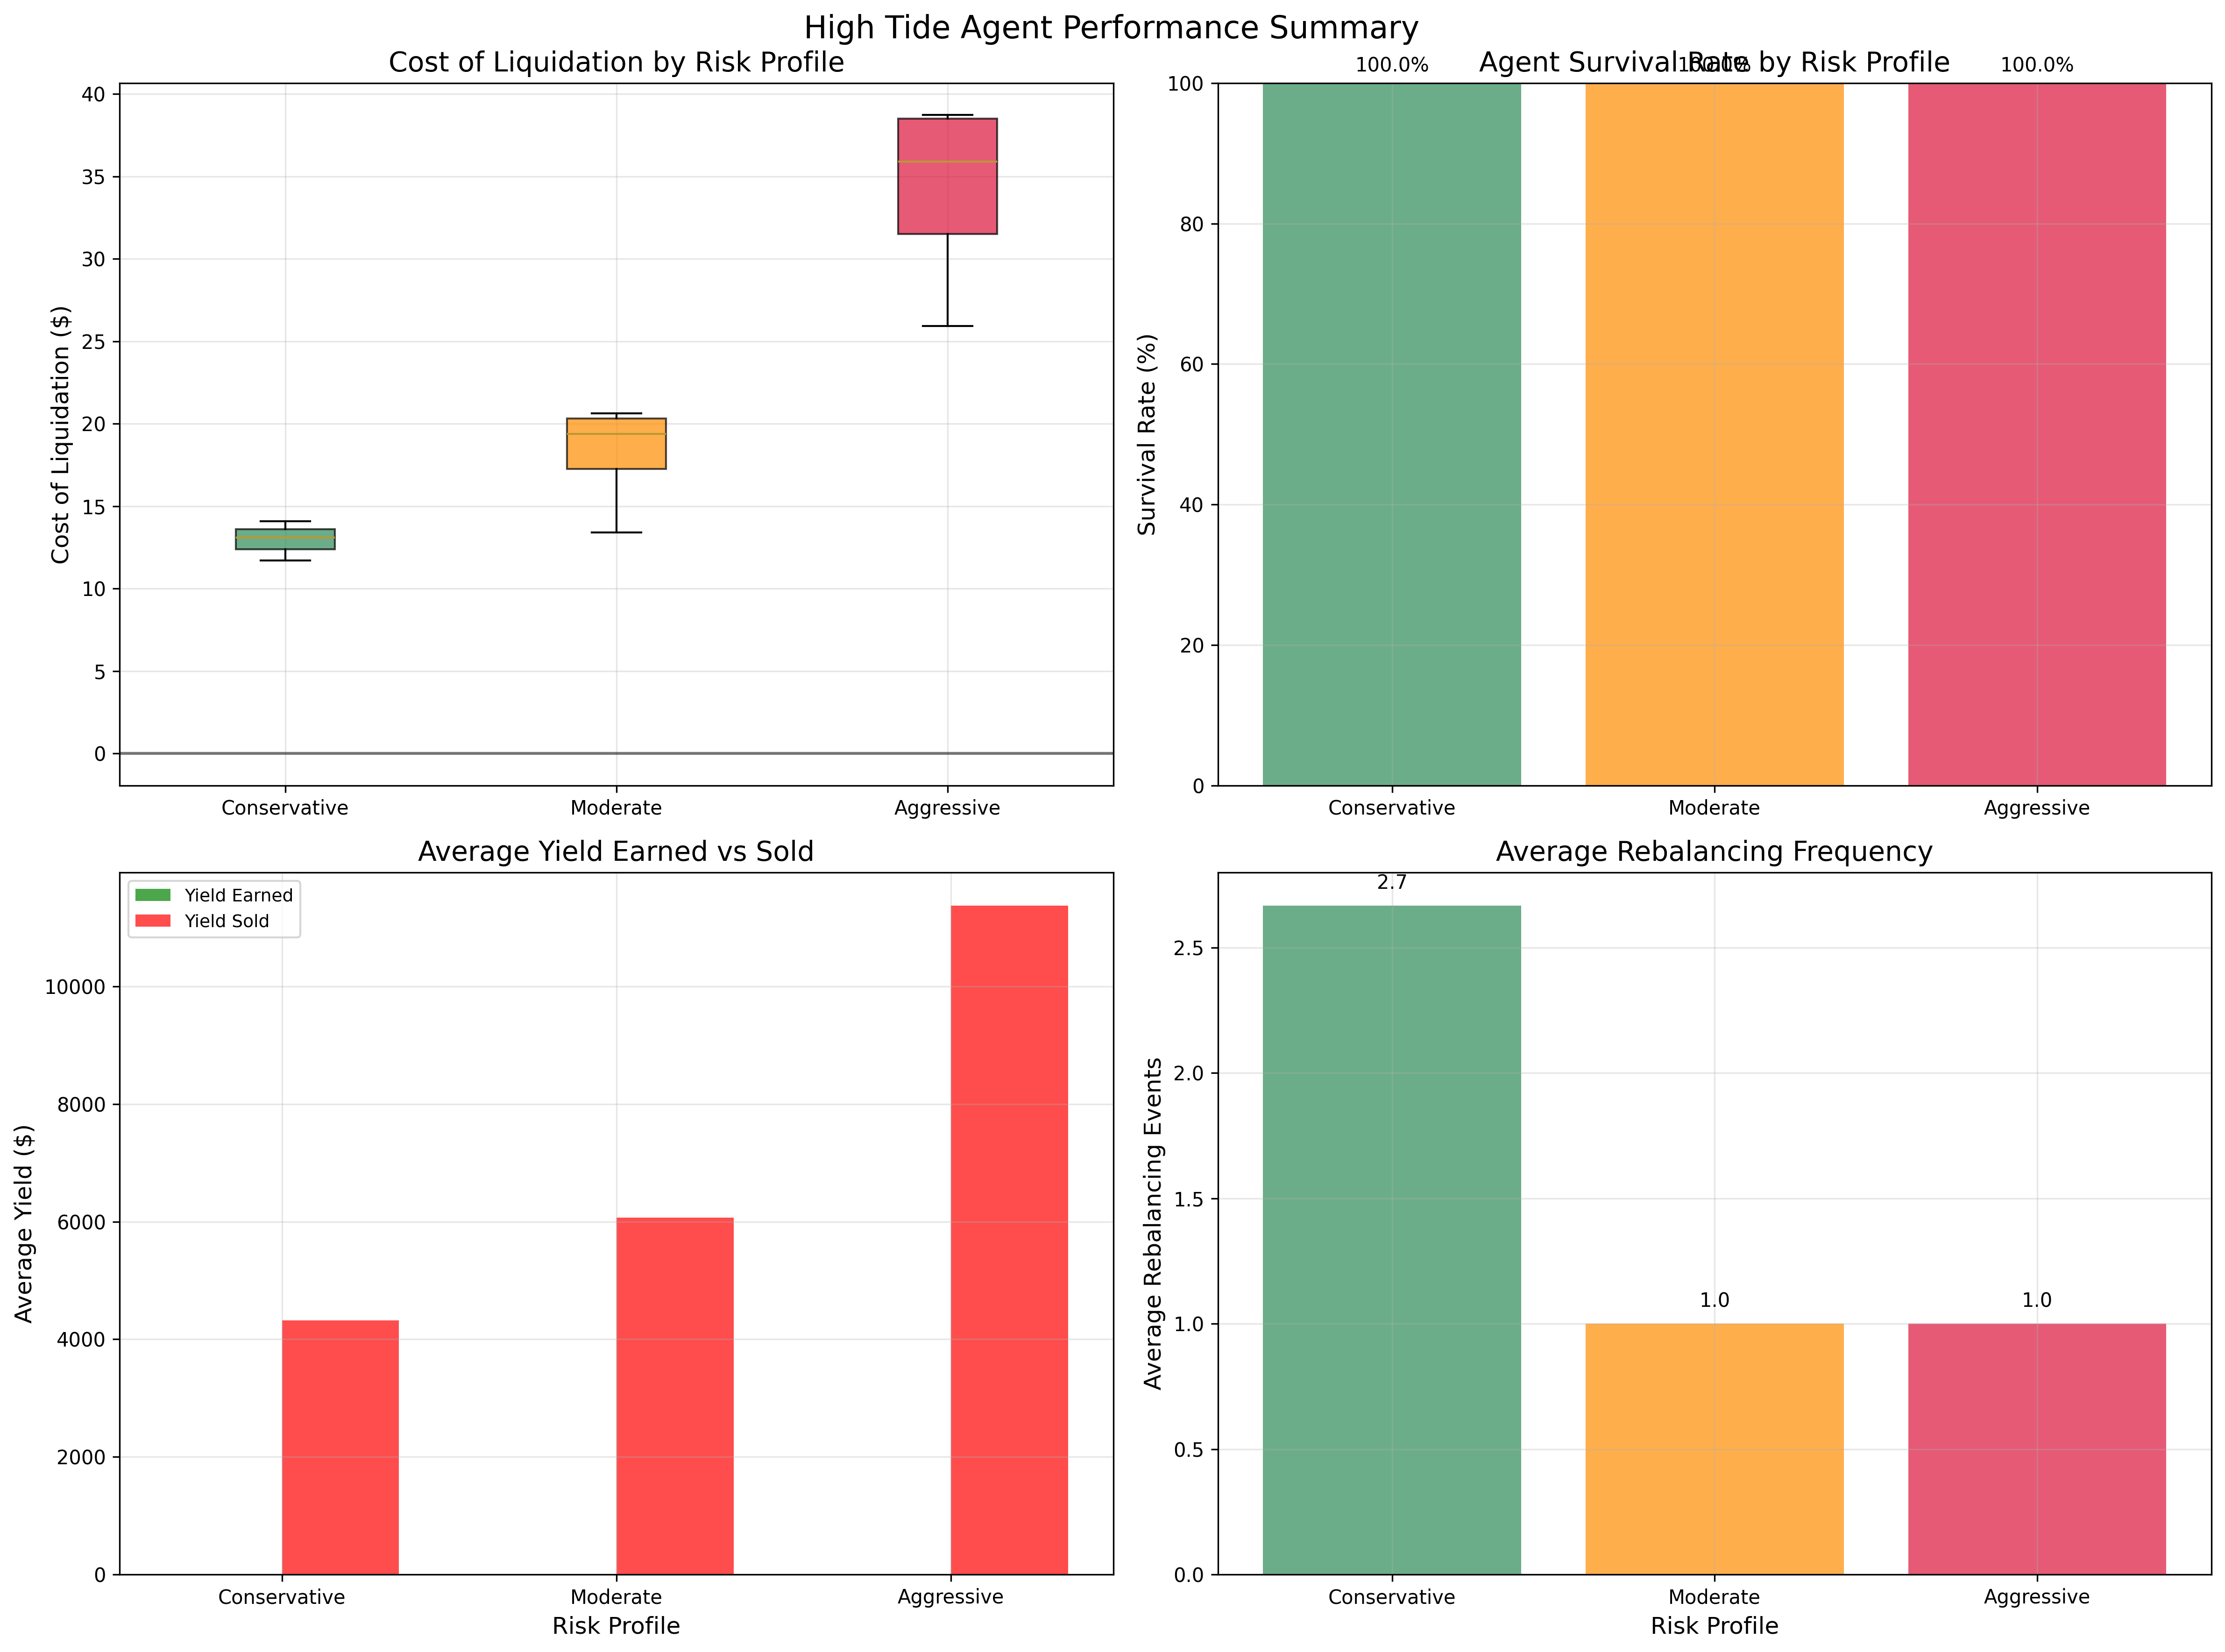 High Tide Agent Performance Summary
Cost of Liquidation by Risk Profile
Cost of Liquidation ($)
40
35
30
25
20
15
10
5
0
Conservative
Moderate
Aggressive
Agent Survival Rate by Risk Profile
100.0%
100.0%
100.0%
Survival Rate (%)
100
80
60
40
20
0
Conservative
Moderate
Aggressive
Average Yield Earned vs Sold
Yield Earned
Yield Sold
Average Yield ($)
10000
8000
6000
4000
2000
0
Conservative
Moderate
Aggressive
Risk Profile
Average Rebalancing Frequency
2.7
1.0
1.0
Average Rebalancing Events
2.5
2.0
1.5
1.0
0.5
0.0
Conservative
Moderate
Aggressive
Risk Profile